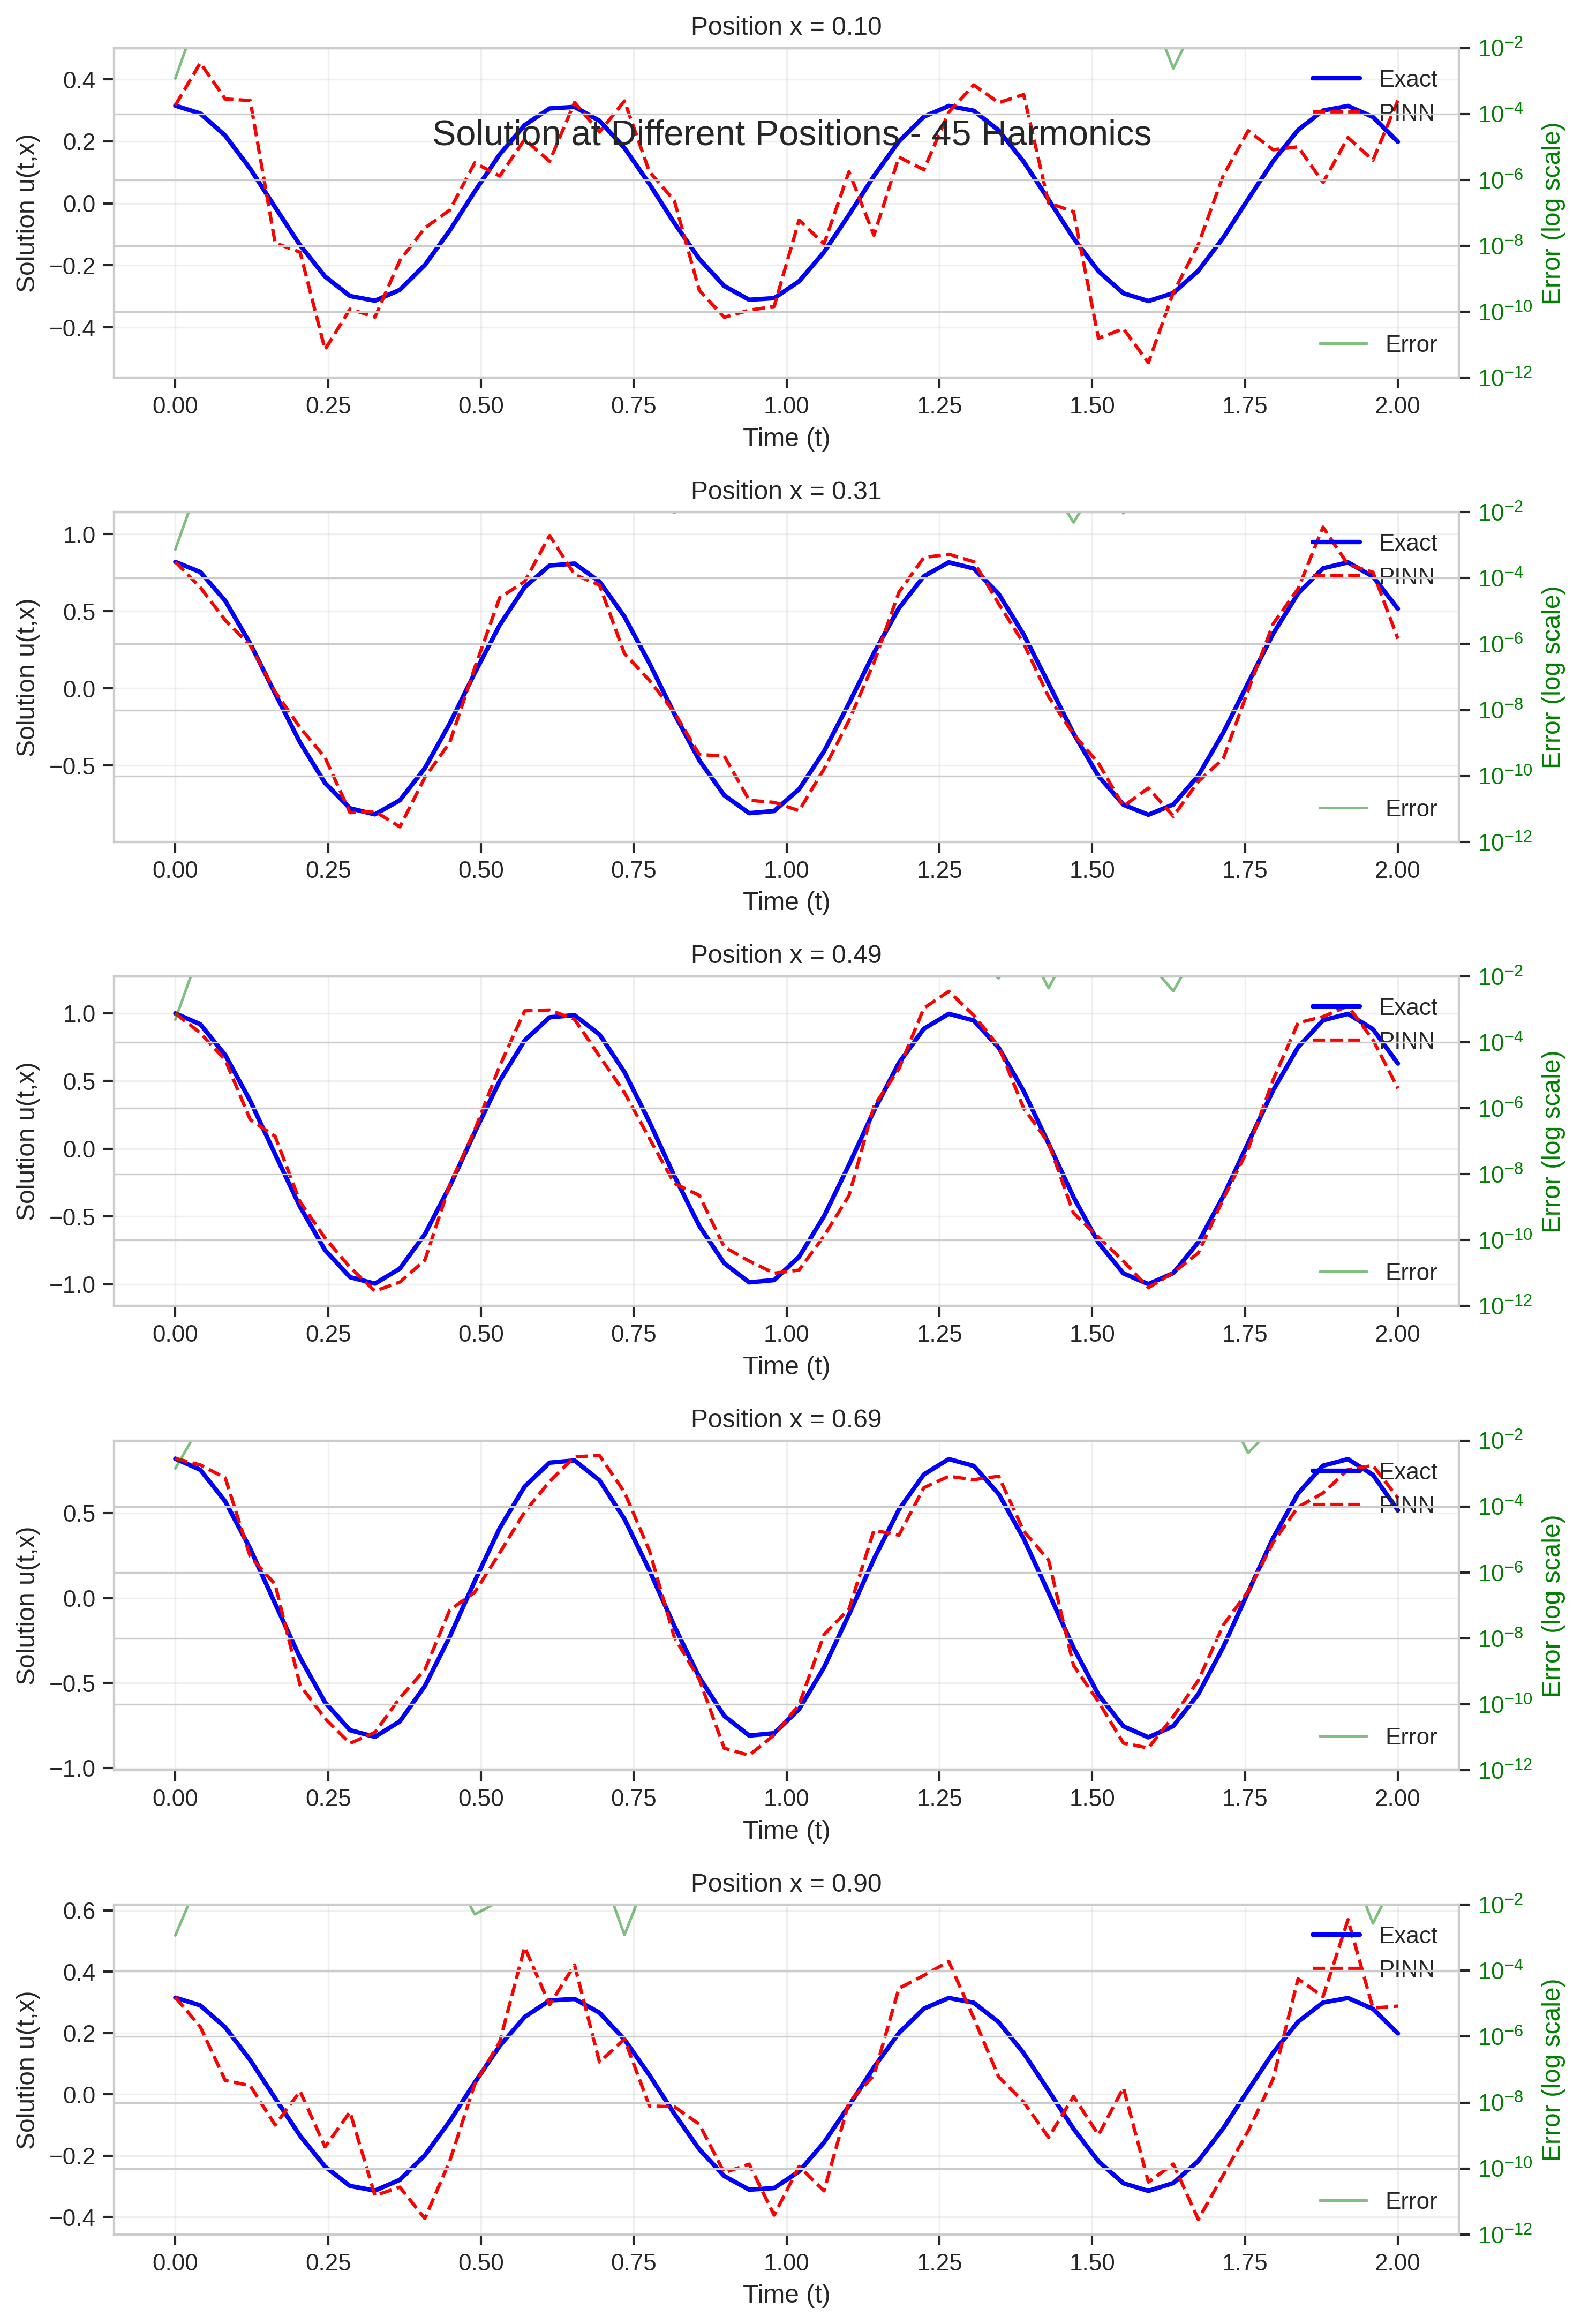 Position x = 0.10
Solution at Different Positions - 45 Harmonics
Solution u(t,x)
0.4
0.2
0.0
−0.2
−0.4
Exact
PINN
Error
10⁻²
10⁻⁴
10⁻⁶
10⁻⁸
10⁻¹⁰
10⁻¹²
Error (log scale)
0.00 0.25 0.50 0.75 1.00 1.25 1.50 1.75 2.00
Time (t)
Position x = 0.31
Solution u(t,x)
1.0
0.5
0.0
−0.5
Exact
PINN
Error
10⁻²
10⁻⁴
10⁻⁶
10⁻⁸
10⁻¹⁰
10⁻¹²
Error (log scale)
0.00 0.25 0.50 0.75 1.00 1.25 1.50 1.75 2.00
Time (t)
Position x = 0.49
Solution u(t,x)
1.0
0.5
0.0
−0.5
−1.0
Exact
PINN
Error
10⁻²
10⁻⁴
10⁻⁶
10⁻⁸
10⁻¹⁰
10⁻¹²
Error (log scale)
0.00 0.25 0.50 0.75 1.00 1.25 1.50 1.75 2.00
Time (t)
Position x = 0.69
Solution u(t,x)
0.5
0.0
−0.5
−1.0
Exact
PINN
Error
10⁻²
10⁻⁴
10⁻⁶
10⁻⁸
10⁻¹⁰
10⁻¹²
Error (log scale)
0.00 0.25 0.50 0.75 1.00 1.25 1.50 1.75 2.00
Time (t)
Position x = 0.90
Solution u(t,x)
0.6
0.4
0.2
0.0
−0.2
−0.4
Exact
PINN
Error
10⁻²
10⁻⁴
10⁻⁶
10⁻⁸
10⁻¹⁰
10⁻¹²
Error (log scale)
0.00 0.25 0.50 0.75 1.00 1.25 1.50 1.75 2.00
Time (t)